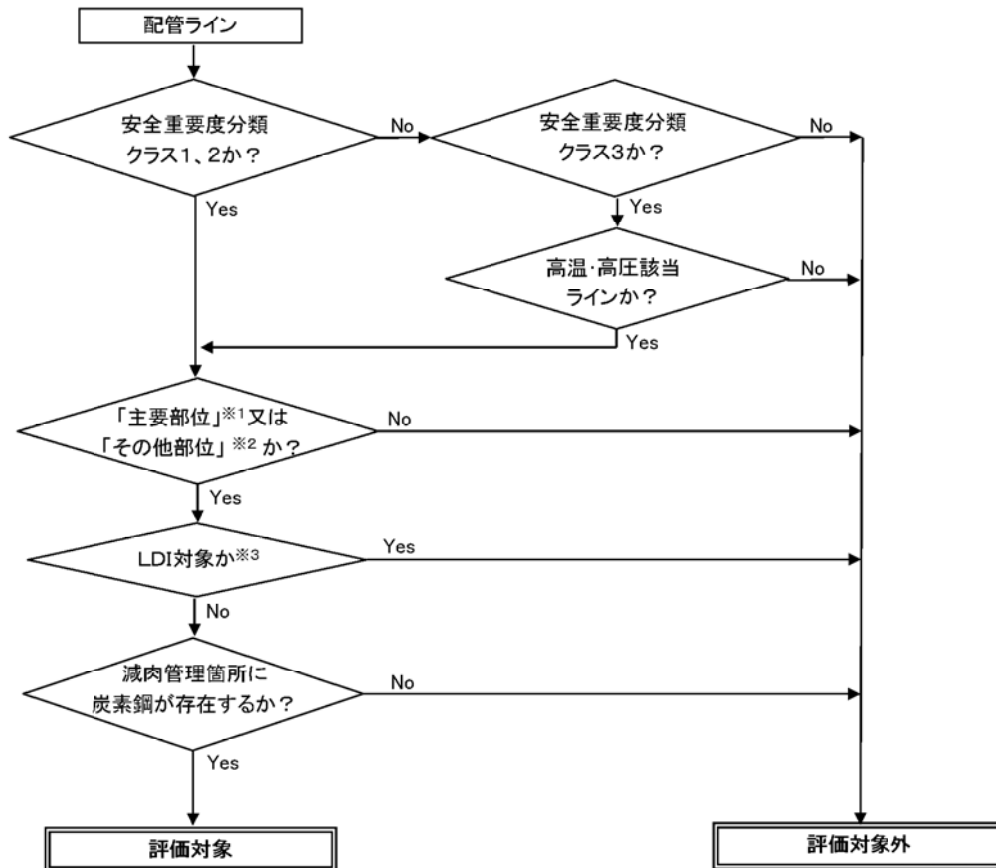 配管ライン
安全重要度分類
クラス1、2か?
No
安全重要度分類
クラス3か?
No
Yes
Yes
高温・高圧該当
ラインか?
No
Yes
「主要部位」※1又は
「その他部位」※2か?
No
Yes
LDI対象か※3
Yes
No
減肉管理箇所に
炭素鋼が存在するか?
No
Yes
評価対象
評価対象外